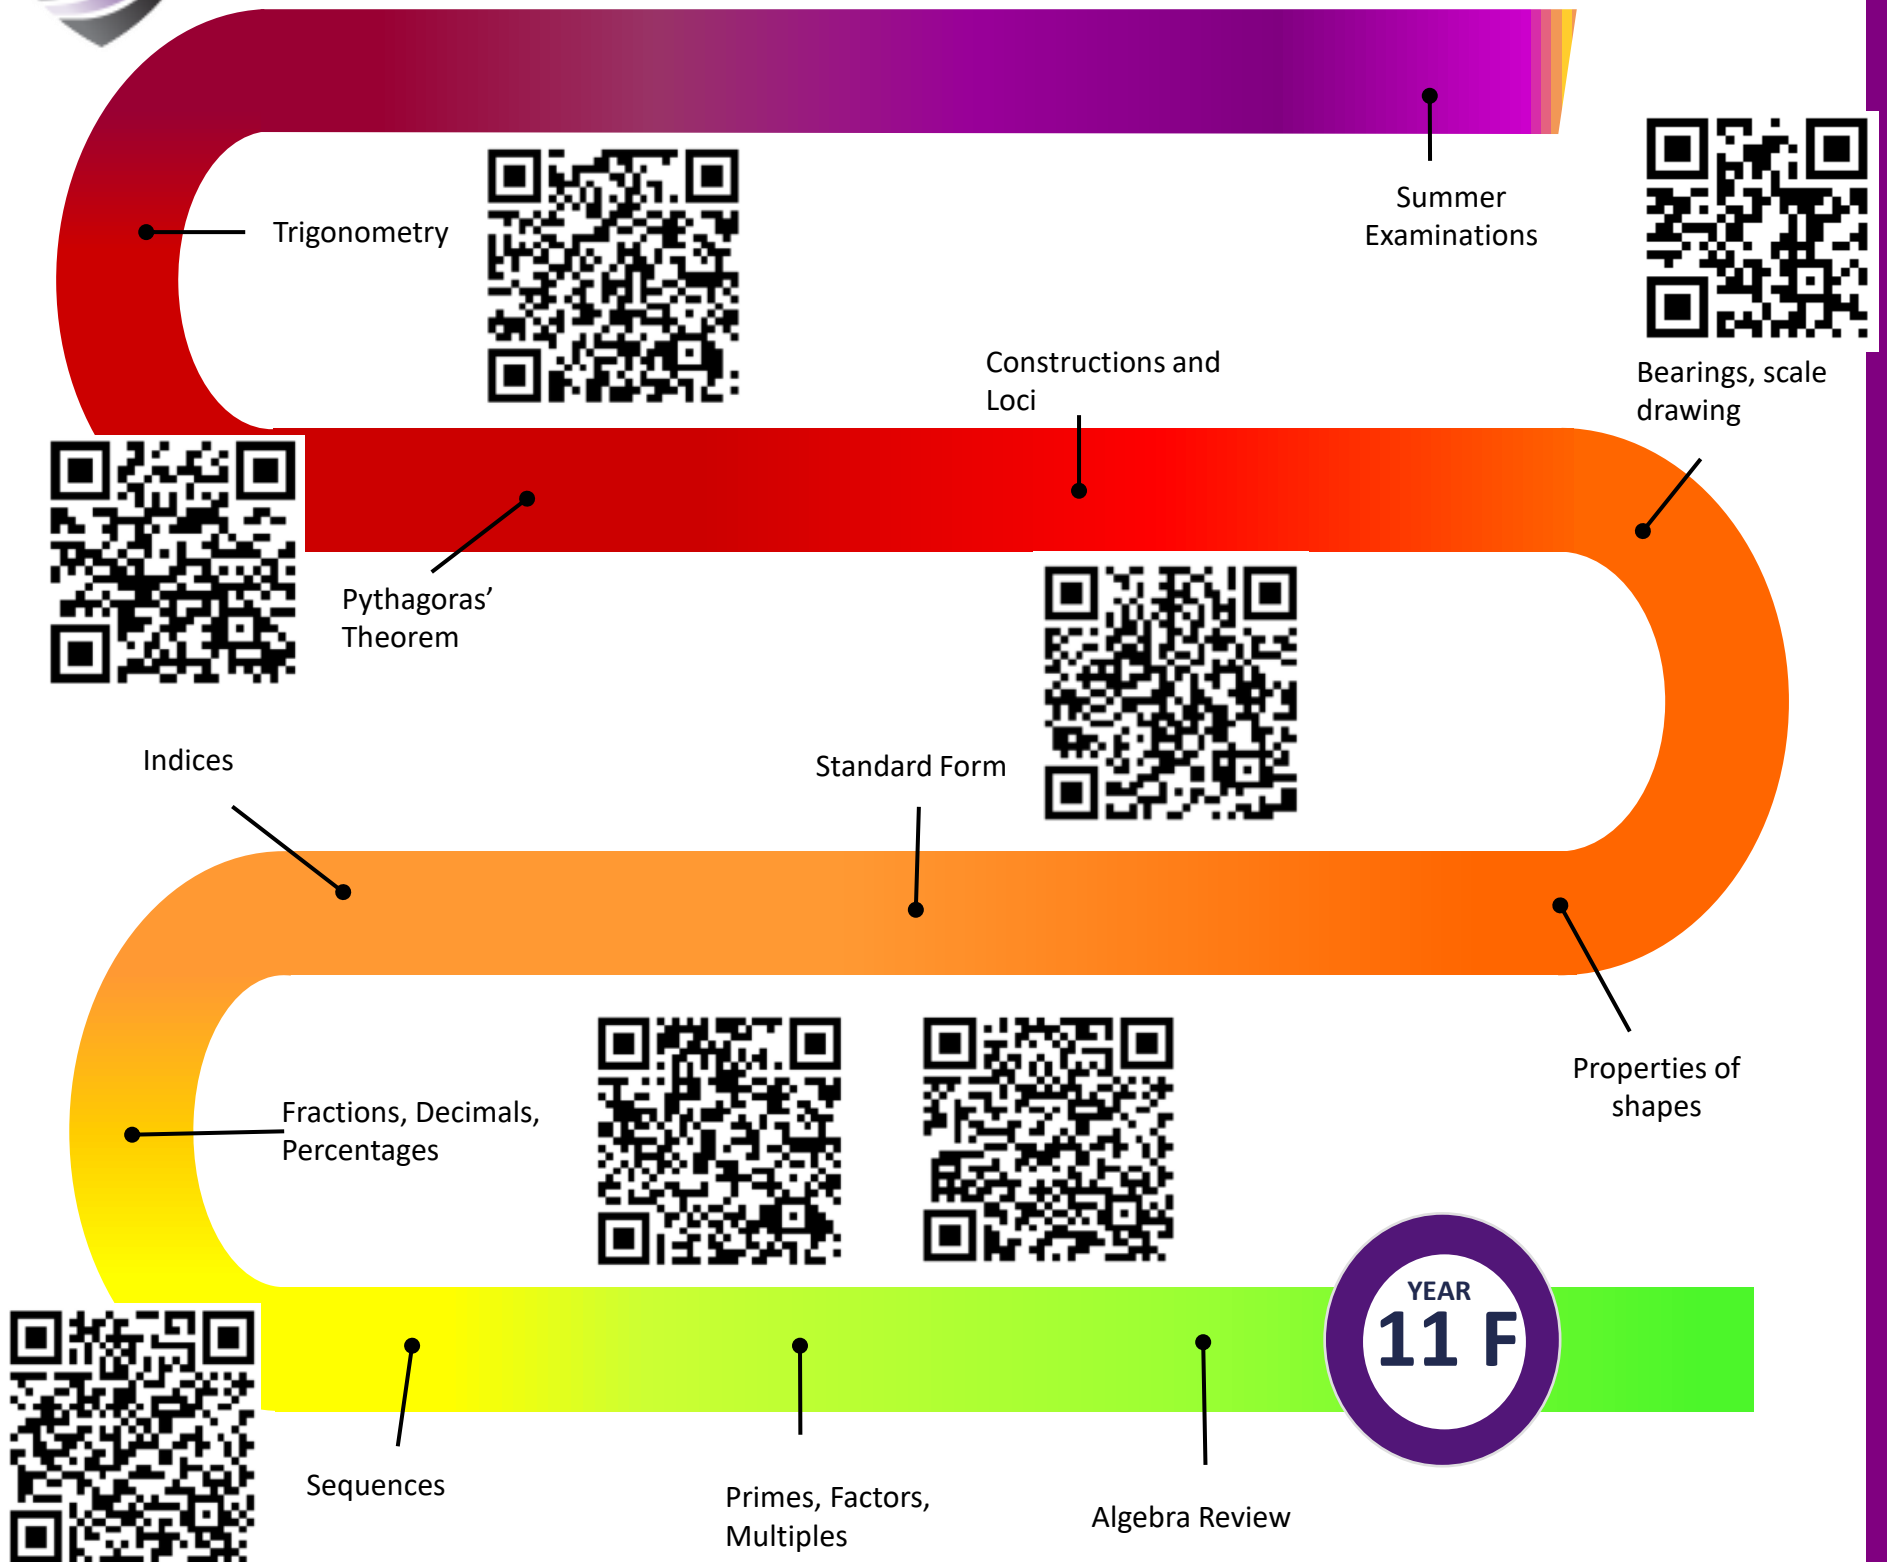 Summer
Examinations
Trigonometry
Constructions and
Loci
Bearings, scale
drawing
Pythagoras’
Theorem
Indices
Standard Form
Properties of
shapes
Fractions, Decimals,
Percentages
YEAR
11 F
Sequences
Primes, Factors,
Multiples
Algebra Review